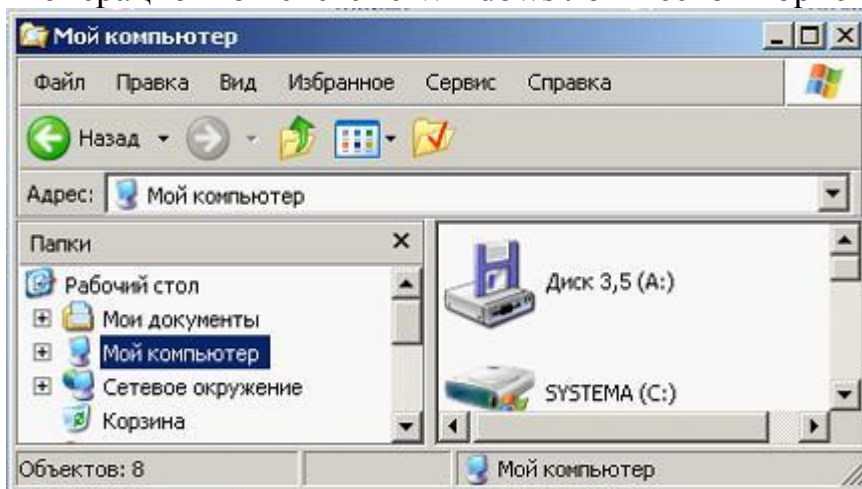 Мой компьютер
Файл Правка Вид Избранное Сервис Справка
Назад
Адрес: Мой компьютер
Папки
Рабочий стол
Мои документы
Мой компьютер
Сетевое окружение
Корзина
Диск 3,5 (A:)
SYSTEMA (C:)
Объектов: 8
Мой компьютер